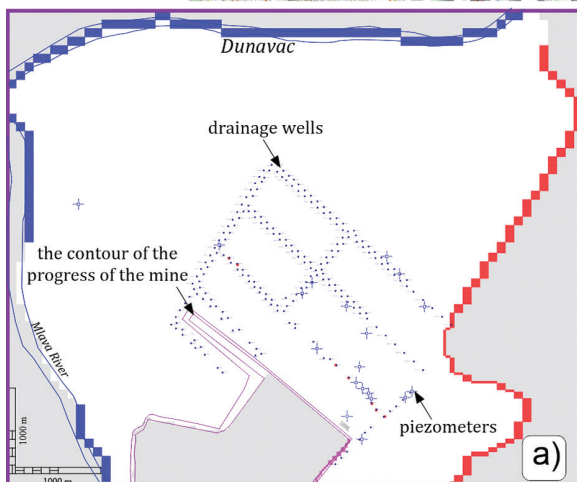 Dunavac
drainage wells
the contour of the
progress of the mine
Mlava River
piezometers
1000 m
1000 m
a)